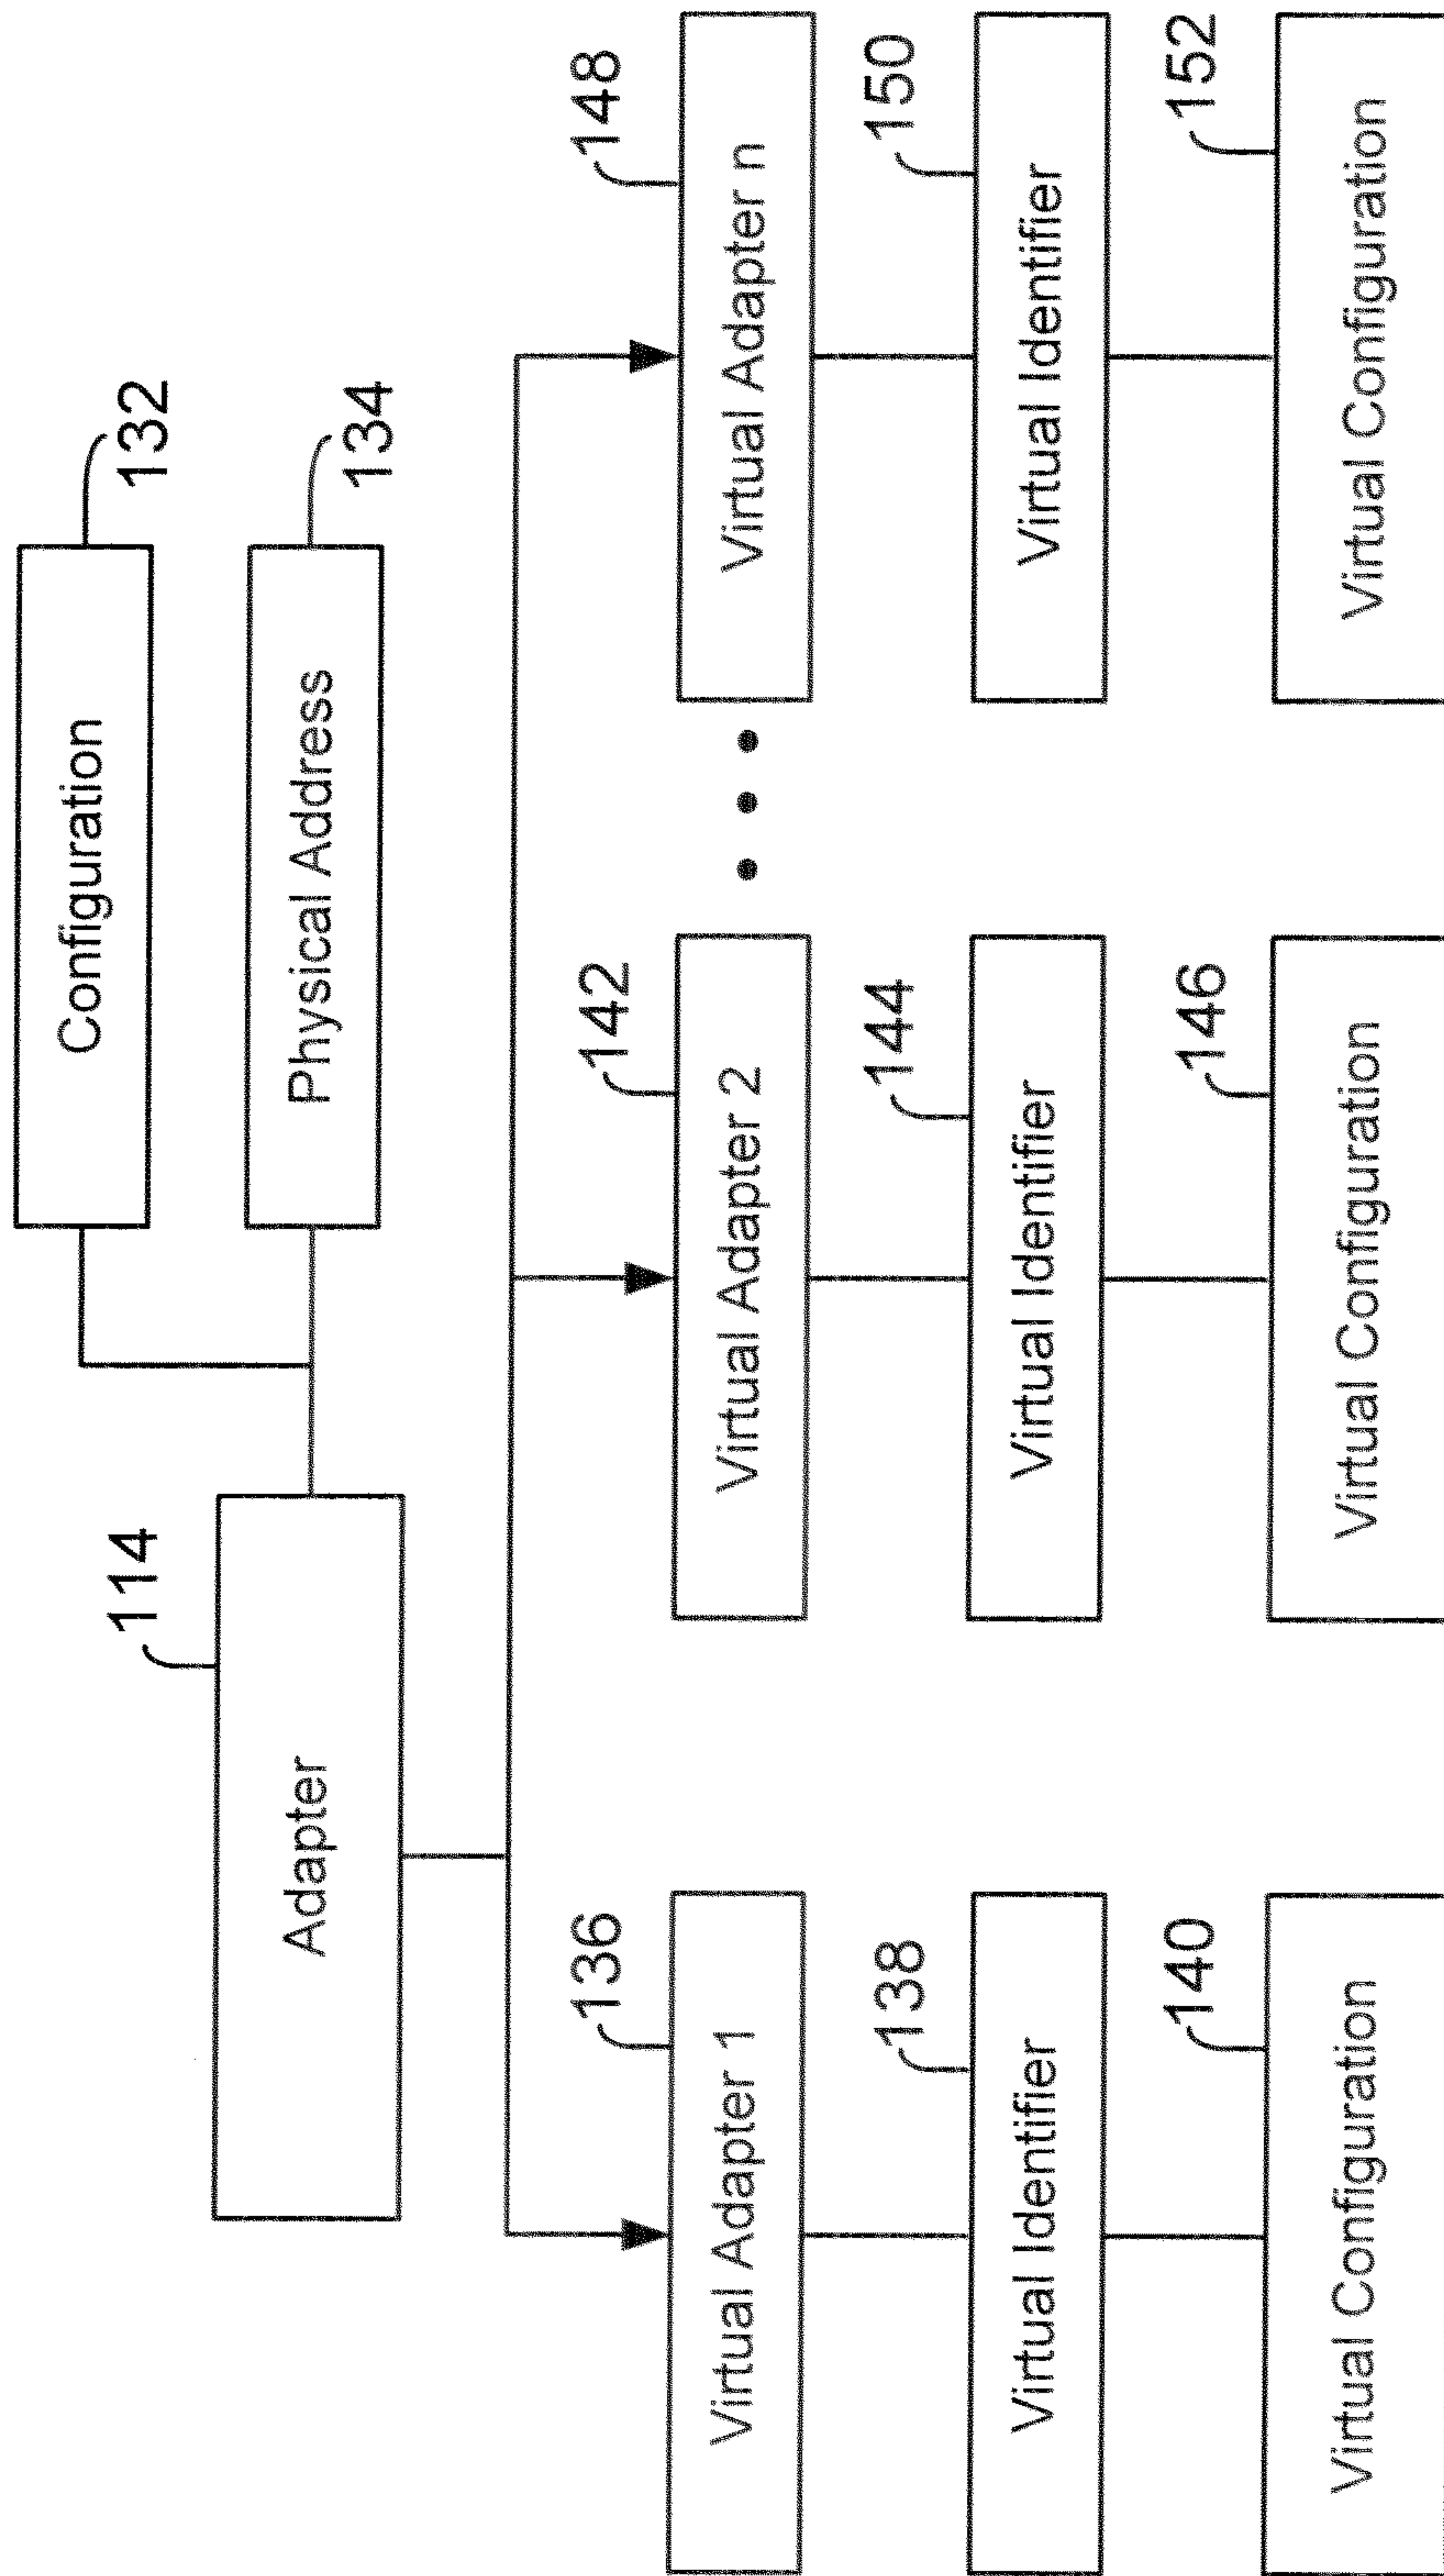 Configuration
132
114
Adapter
Physical Address
134
136
Virtual Adapter 1
142
Virtual Adapter 2
148
Virtual Adapter n
138
Virtual Identifier
144
Virtual Identifier
150
Virtual Identifier
140
Virtual Configuration
146
Virtual Configuration
152
Virtual Configuration